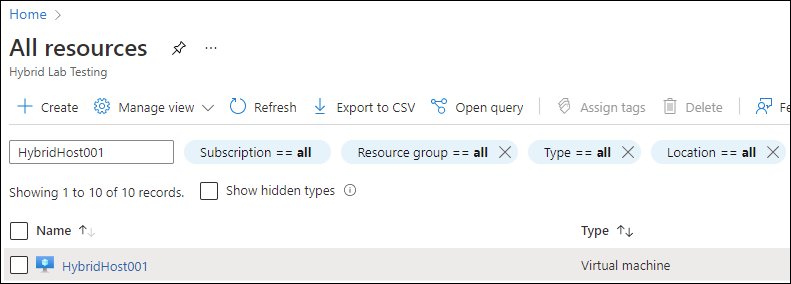 Home >
All resources ...
Hybrid Lab Testing
+ Create Manage view Refresh Export to CSV Open query Assign tags Delete Fe
HybridHost001 Subscription == all Resource group == all × Type == all × Location == all ×
Showing 1 to 10 of 10 records. Show hidden types
Name ↑↓ Type ↑↓
HybridHost001 Virtual machine